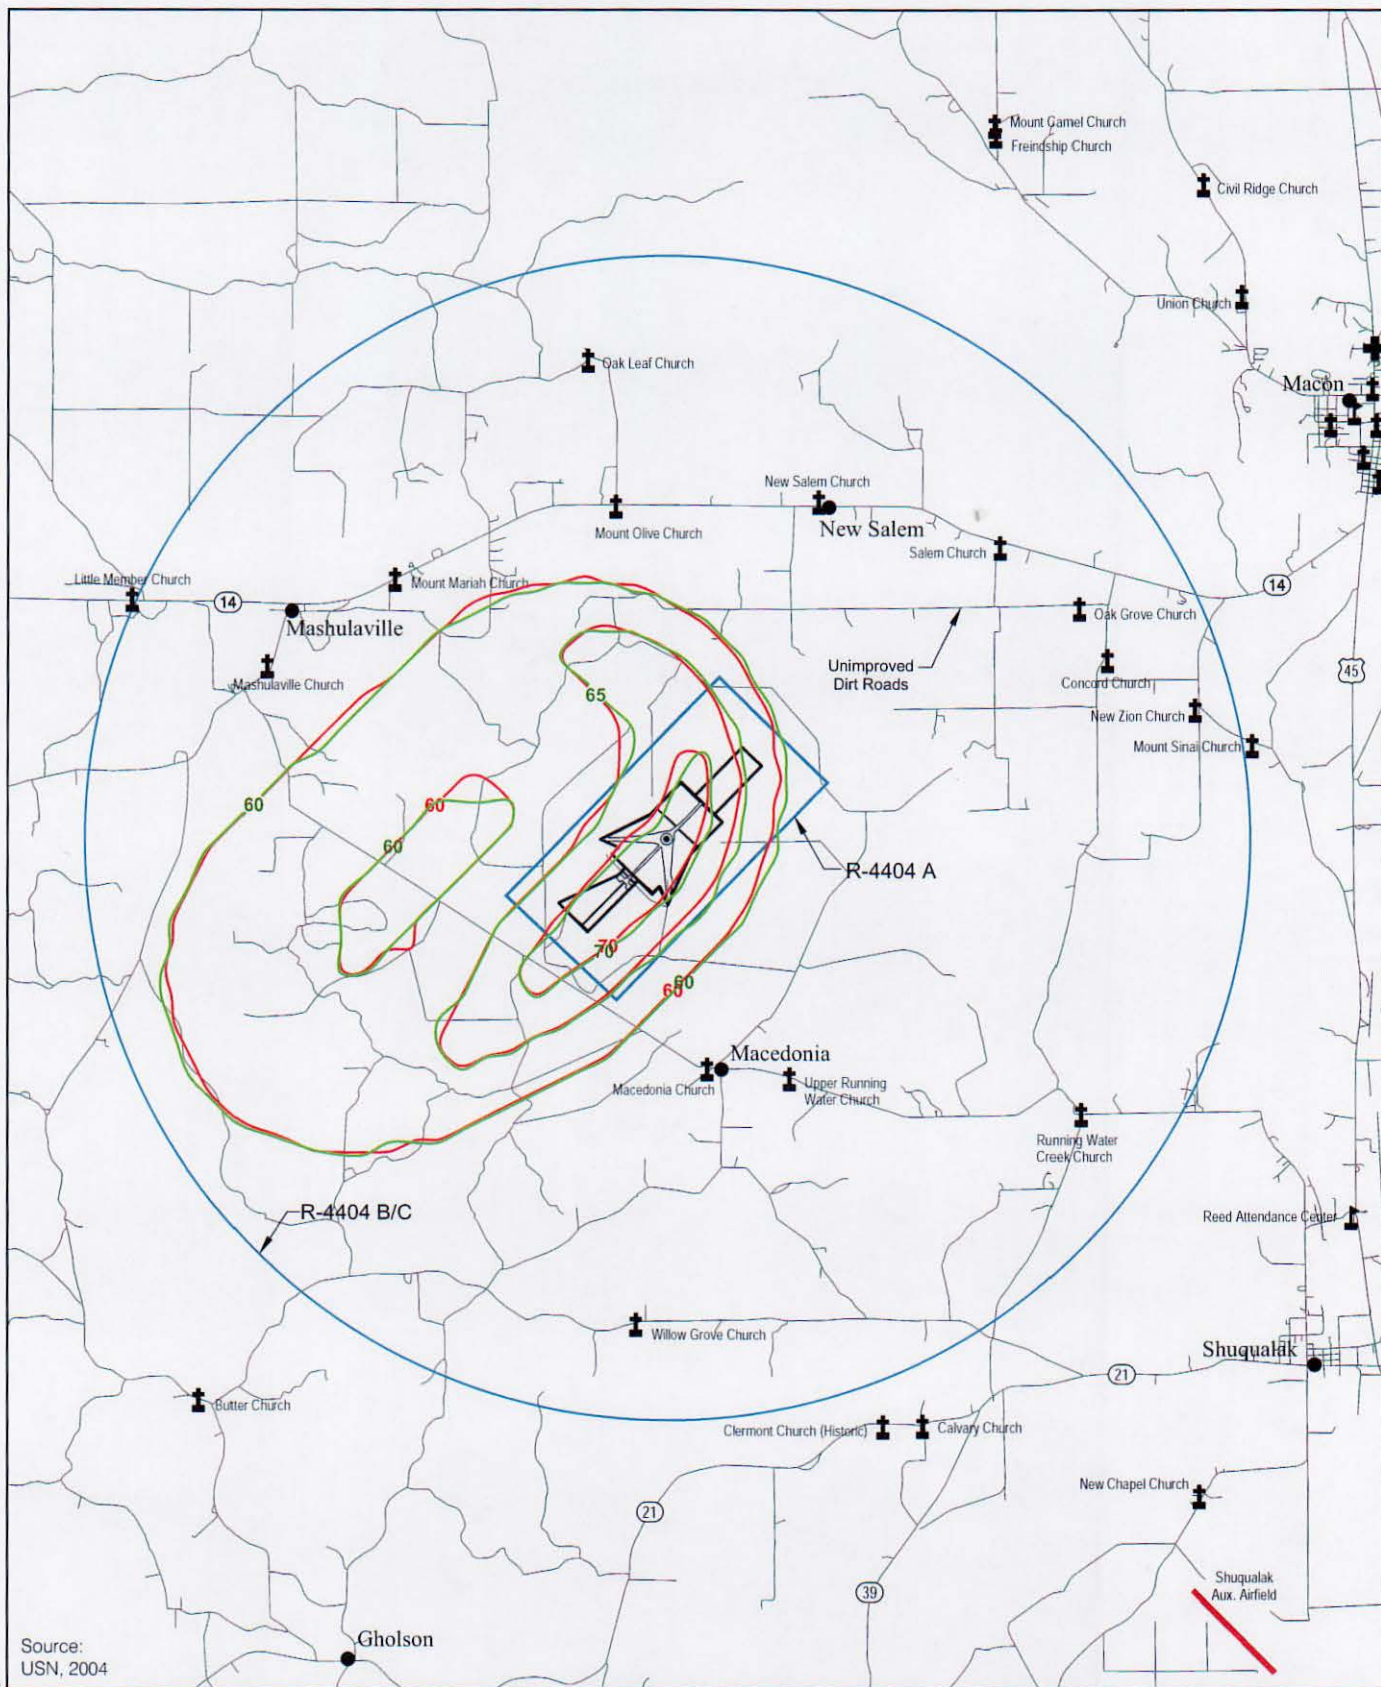 Mount Gamel Church
Freindship Church
Civil Ridge Church
Union Church
Oak Leaf Church
Macon
New Salem Church
New Salem
Mount Olive Church
Salem Church
Little Member Church
Mount Mariah Church
14
14
Mashulaville
Oak Grove Church
Unimproved
Dirt Roads
45
Mashulaville Church
Concord Church
65
New Zion Church
Mount Sinai Church
60
60
60
R-4404 A
70
70
60
60
Macedonia
Macedonia Church
Upper Running
Water Church
Running Water
Creek Church
R-4404 B/C
Reed Attendance Center
Willow Grove Church
Shuqualak
21
Butter Church
Clermont Church (Historic)
Calvary Church
New Chapel Church
21
Shuqualak
Aux. Airfield
39
Gholson
Source:
USN, 2004